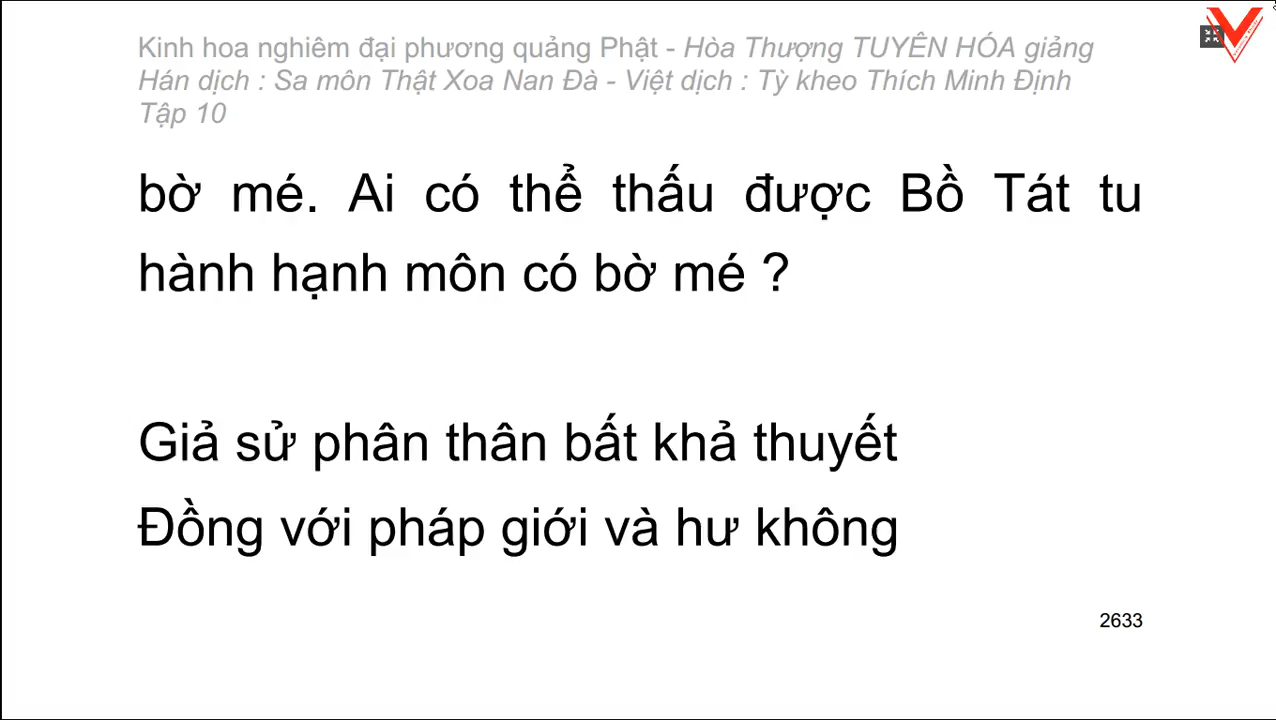 Kinh hoa nghiêm đại phương quảng Phật - Hòa Thượng TUYÊN HÓA giảng
Hán dịch : Sa môn Thật Xoa Nan Đà - Việt dịch : Tỳ kheo Thích Minh Định
Tập 10
bờ mé. Ai có thể thấu được Bồ Tát tu
hành hạnh môn có bờ mé ?
Giả sử phân thân bất khả thuyết
Đồng với pháp giới và hư không
2633